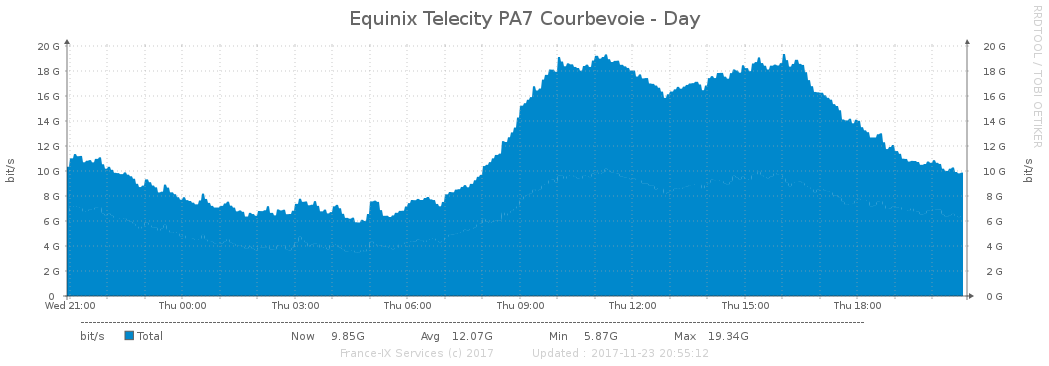 Equinix Telecity PA7 Courbevoie - Day
RRDTOOL / TOBI OETIKER
bit/s
20 G 20 G
18 G 18 G
16 G 16 G
14 G 14 G
12 G 12 G
10 G 10 G
8 G 8 G
6 G 6 G
4 G 4 G
2 G 2 G
0 0 G
bit/s
Wed 21:00 Thu 00:00 Thu 03:00 Thu 06:00 Thu 09:00 Thu 12:00 Thu 15:00 Thu 18:00
bit/s Total Now 9.85G Avg 12.07G Min 5.87G Max 19.34G
France-IX Services (c) 2017 Updated : 2017-11-23 20:55:12